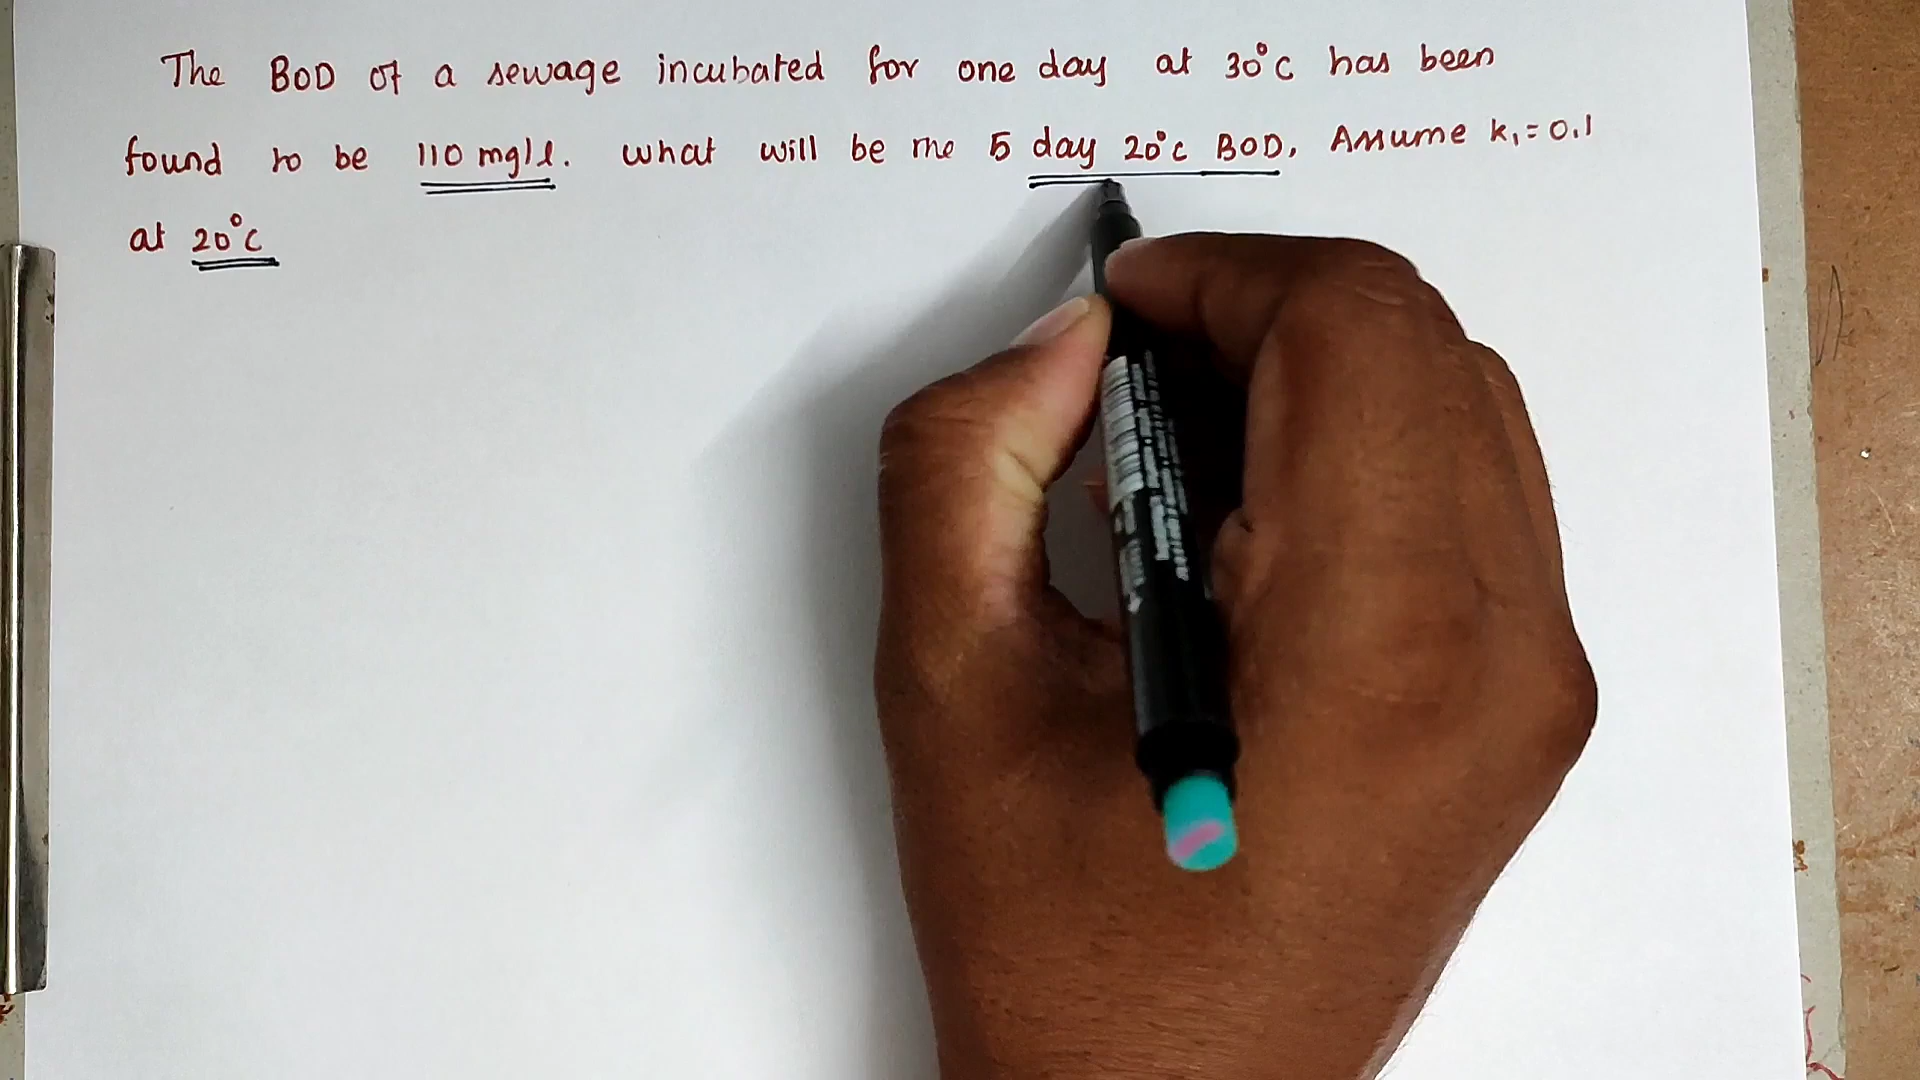 The BOD of a sewage incubated for one day at 30°C has been
found to be 110 mg/l. What will be the 5 day 20°C BOD. Assume K₁=0.1
at 20°C